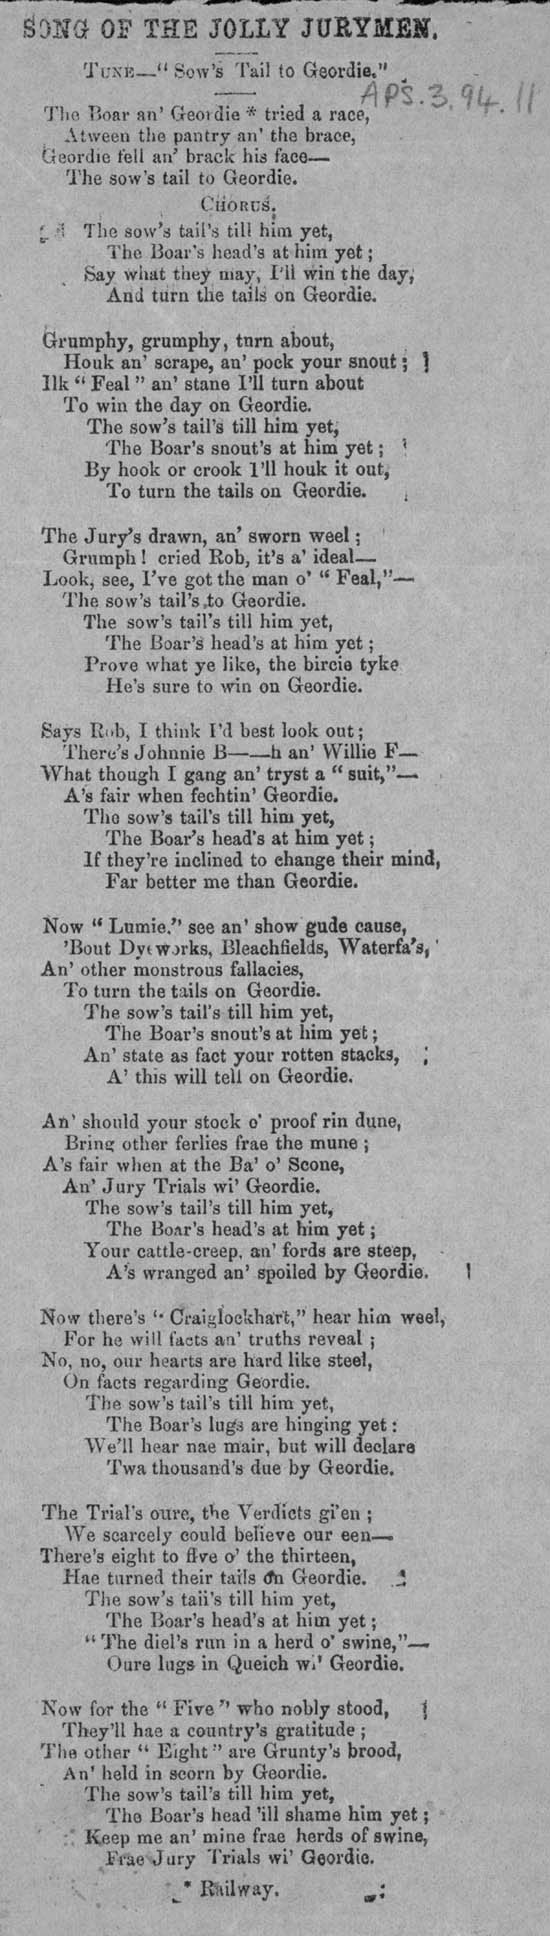 SONG OF THE JOLLY JURYMEN.
TUNE—"Sow's Tail to Geordie."
APS.3.94.11
The Boar an' Geordie * tried a race,
Atween the pantry an' the brace,
Geordie fell an' brack his face—
The sow's tail to Geordie.
CHORUS.
The sow's tail's till him yet,
The Boar's head's at him yet;
Say what they may, I'll win the day,
And turn the tails on Geordie.
Grumphy, grumphy, turn about,
Houk an' scrape, an' pock your snout;
Ilk "Feal" an' stane I'll turn about
To win the day on Geordie.
The sow's tail's till him yet,
The Boar's snout's at him yet;
By hook or crook I'll houk it out,
To turn the tails on Geordie.
The Jury's drawn, an' sworn weel;
Grumph! cried Rob, it's a' ideal—
Look, see, I've got the man o' "Feal,"—
The sow's tail's to Geordie.
The sow's tail's till him yet,
The Boar's head's at him yet;
Prove what ye like, the bircie tyke
He's sure to win on Geordie.
Says Rob, I think I'd best look out;
There's Johnnie B——h an' Willie F—
What though I gang an' tryst a "suit,"—
A's fair when fechtin' Geordie.
The sow's tail's till him yet,
The Boar's head's at him yet;
If they're inclined to change their mind,
Far better me than Geordie.
Now "Lumie." see an' show gude cause,
'Bout Dyeworks, Bleachfields, Waterfa's,
An' other monstrous fallacies,
To turn the tails on Geordie.
The sow's tail's till him yet,
The Boar's snout's at him yet;
An' state as fact your rotten stacks,
A' this will tell on Geordie.
An' should your stock o' proof rin dune,
Bring other ferlies frae the mune;
A's fair when at the Ba' o' Scone,
An' Jury Trials wi' Geordie.
The sow's tail's till him yet,
The Boar's head's at him yet;
Your cattle-creep, an' fords are steep,
A's wranged an' spoiled by Geordie.
Now there's "Craiglockhart," hear him weel,
For he will facts an' truths reveal;
No, no, our hearts are hard like steel,
On facts regarding Geordie.
The sow's tail's till him yet,
The Boar's lugs are hinging yet:
We'll hear nae mair, but will declare
Twa thousand's due by Geordie.
The Trial's oure, the Verdicts gi'en;
We scarcely could believe our een—
There's eight to five o' the thirteen,
Hae turned their tails on Geordie.
The sow's tail's till him yet,
The Boar's head's at him yet;
"The diel's run in a herd o' swine,"—
Oure lugs in Queich wi' Geordie.
Now for the "Five" who nobly stood,
They'll hae a country's gratitude;
The other "Eight" are Grunty's brood,
An' held in scorn by Geordie.
The sow's tail's till him yet,
The Boar's head 'ill shame him yet;
Keep me an' mine frae herds of swine,
Frae Jury Trials wi' Geordie.
* Railway.